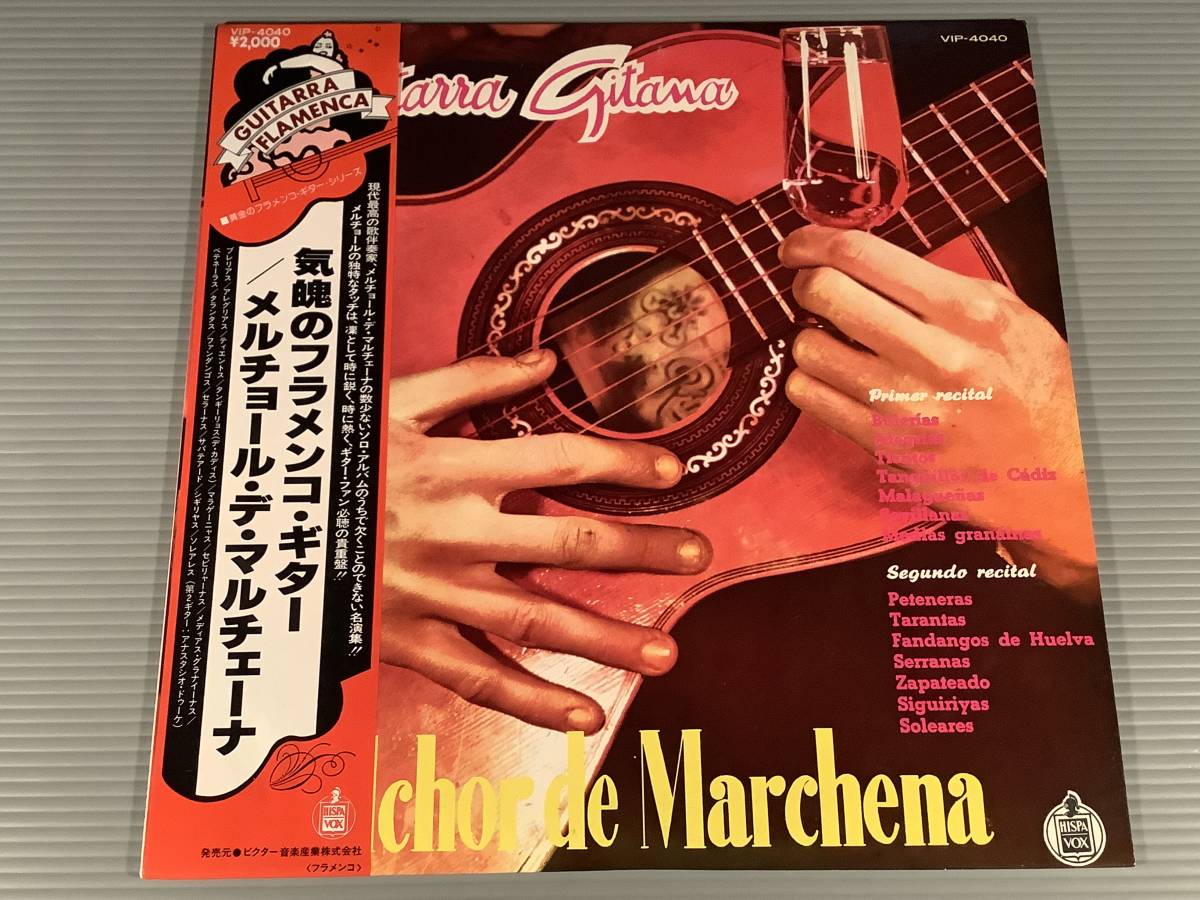 VIP-4040
¥2,000
GUITARRA
FLAMENCA
■黄金のフラメンコ・ギター・シリーズ
現代最高の歌伴奏家、メルチョール・デ・マルチェーナの数少ないソロ・アルバムのうちで欠くことのできない名演集!!
メルチョールの独特なタッチは、凜として時に鋭く、時に熱く、ギター・ファン必聴の貴重盤!!
気魄のフラメンコ・ギター
/メルチョール・デ・マルチェーナ
ブレリアス/アレグリアス/ティエントス/タンギーリョス(デ・カディス)/マラゲーニャス/セビリャーナス/メディアス・グラナイーナス/
ペテネーラス/タランタス/ファンダンゴス/セラーナス/サパテアード/シギリヤス/ソレアレス(第2ギター:アナスタシオ・ドゥーケ)
HISPA
VOX
発売元●ビクター音楽産業株式会社
〈フラメンコ〉
VIP-4040
tarra Gitana
Primer recital
Bulerías
Tientos
Tanguillos de Cádiz
Malagueñas
Sevillanas
Medias granaínas
Segundo recital
Peteneras
Tarantas
Fandangos de Huelva
Serranas
Zapateado
Siguiriyas
Soleares
chor de Marchena
HISPA
VOX